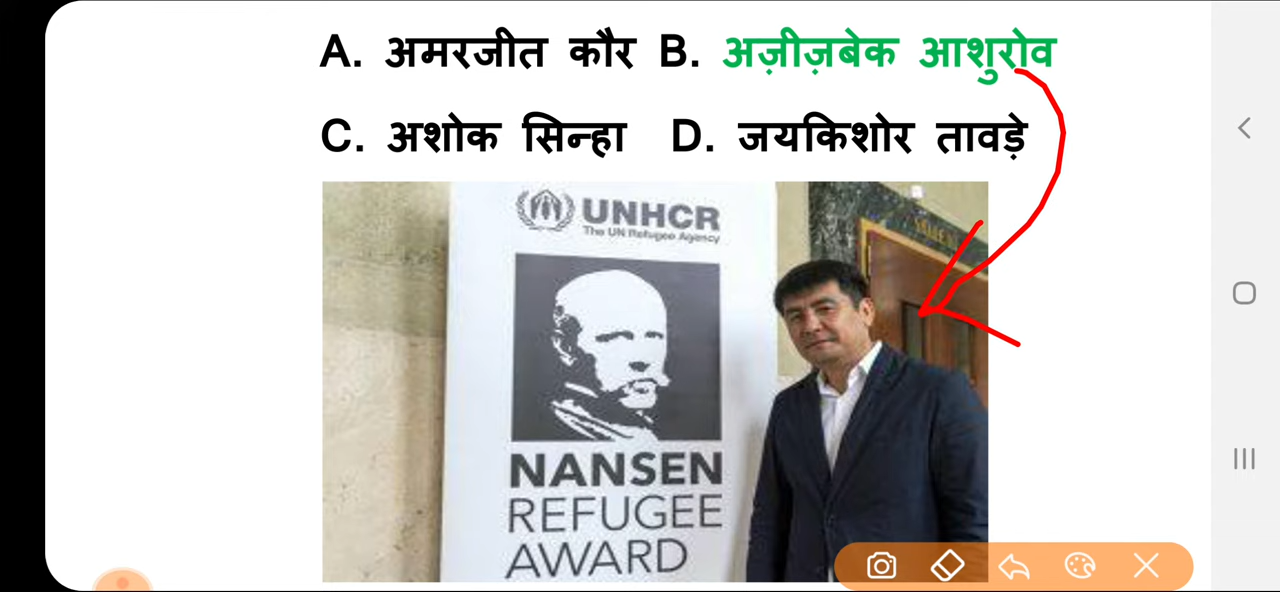 A. अमरजीत कौर B. अज़ीज़बेक आशुरोव
C. अशोक सिन्हा D. जयकिशोर तावड़े
UNHCR
The UN Refugee Agency
NANSEN
REFUGEE
AWARD